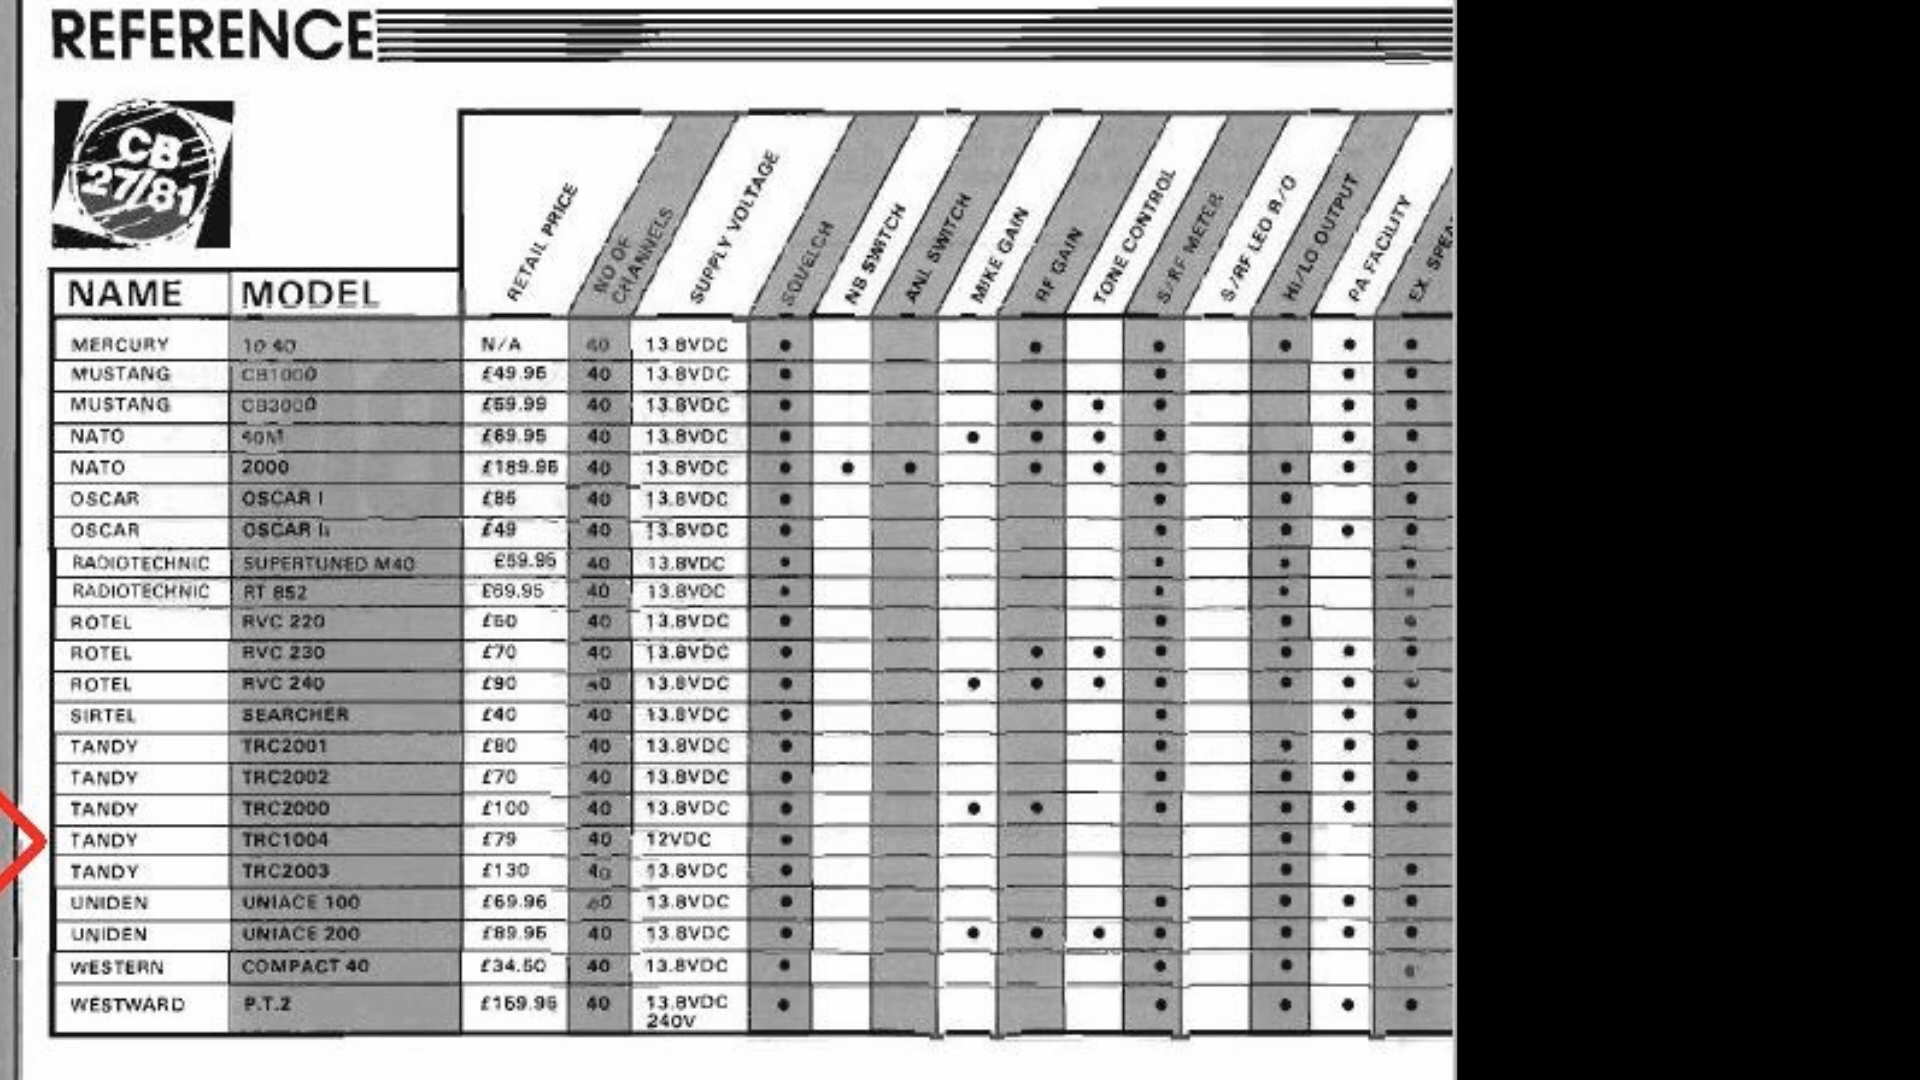 REFERENCE
CB
27/81
NAME MODEL RETAIL PRICE NO OF CHANNELS SUPPLY VOLTAGE SQUELCH NB SWITCH ANL SWITCH MIKE GAIN RF GAIN TONE CONTROL S/RF METER S/RF LED R/O HI/LO OUTPUT PA FACILITY EX. SPEA
MERCURY 10 40 N/A 40 13.8VDC ● ● ● ● ● ●
MUSTANG CB1000 £49.95 40 13.8VDC ● ● ● ●
MUSTANG CB3000 £59.99 40 13.8VDC ● ● ● ● ● ●
NATO 40M £69.95 40 13.8VDC ● ● ● ● ● ● ●
NATO 2000 £189.95 40 13.8VDC ● ● ● ● ● ● ● ● ●
OSCAR OSCAR I £85 40 13.8VDC ● ● ● ●
OSCAR OSCAR II £49 40 13.8VDC ● ● ● ● ●
RADIOTECHNIC SUPERTUNED M40 £59.95 40 13.8VDC ● ● ● ●
RADIOTECHNIC RT 852 £69.95 40 13.8VDC ● ● ● ●
ROTEL RVC 220 40 13.8VDC ● ● ● ●
ROTEL RVC 230 £70 40 13.8VDC ● ● ● ● ● ● ●
ROTEL RVC 240 £90 40 13.8VDC ● ● ● ● ● ● ● ●
SIRTEL SEARCHER £40 40 13.8VDC ● ● ● ●
TANDY TRC2001 £80 40 13.8VDC ● ● ● ● ●
TANDY TRC2002 £70 40 13.8VDC ● ● ● ● ●
TANDY TRC2000 £100 40 13.8VDC ● ● ● ● ● ● ●
TANDY TRC1004 £79 40 12VDC ● ●
TANDY TRC2003 £130 40 13.8VDC ● ● ●
UNIDEN UNIACE 100 £69.95 40 13.8VDC ● ● ● ● ●
UNIDEN UNIACE 200 £89.95 40 13.8VDC ● ● ● ● ● ● ● ●
WESTERN COMPACT 40 £34.50 40 13.8VDC ● ● ● ●
WESTWARD P.T.2 £169.95 40 13.8VDC ● ● ● ● ●
240V